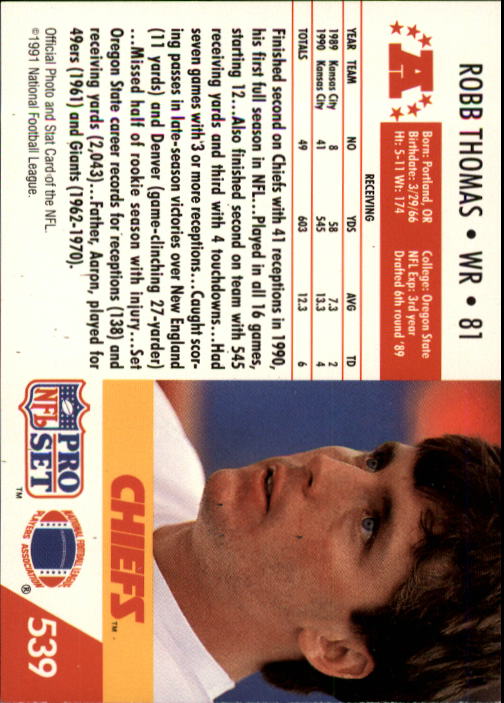 ROBB THOMAS • WR • 81
A
Born: Portland, OR
Birthdate: 3/29/66
Ht: 5-11 Wt: 174
College: Oregon State
NFL Exp: 3rd year
Drafted 6th round '89
RECEIVING
YEAR TEAM NO YDS AVG TD
1989 Kansas City 8 58 7.3 2
1990 Kansas City 41 545 13.3 4
TOTALS 49 603 12.3 6
Finished second on Chiefs with 41 receptions in 1990,
his first full season in NFL...Played in all 16 games,
starting 12...Also finished second on team with 545
receiving yards and third with 4 touchdowns...Had
seven games with 3 or more receptions...Caught scor-
ing passes in late-season victories over New England
(11 yards) and Denver (game-clinching 27-yarder)
...Missed half of rookie season with injury...Set
Oregon State career records for receptions (138) and
receiving yards (2,043)...Father, Aaron, played for
49ers (1961) and Giants (1962-1970).
Official Photo and Stat Card of the NFL.
©1991 National Football League.
CHIEFS™
PRO
NFL SET™
NATIONAL FOOTBALL LEAGUE
PLAYERS ASSOCIATION®
539